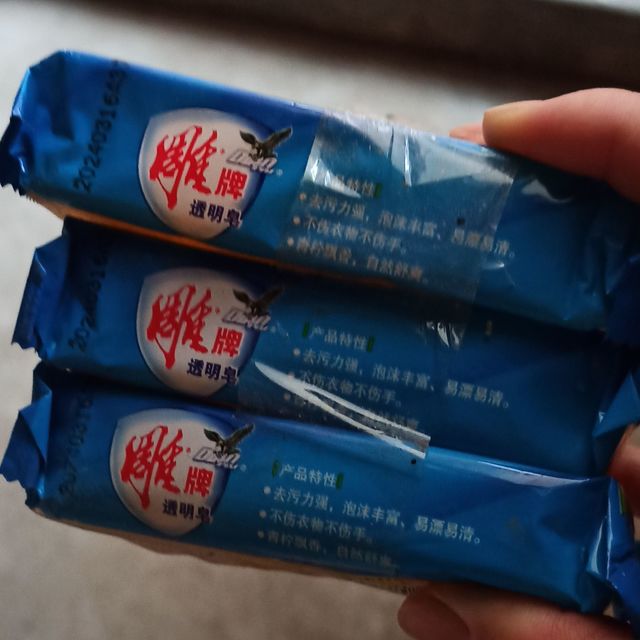 20240316A3
雕牌®
DIAO®
透明皂
产品特性
•去污力强，泡沫丰富、易漂易清。
•不伤衣物不伤手。
•青柠飘香，自然舒爽
雕牌®
透明皂
产品特性
•去污力强，泡沫丰富、易漂易清。
•不伤衣物不伤手。
雕牌®
透明皂
产品特性
•去污力强，泡沫丰富、易漂易清。
•不伤衣物不伤手。
•青柠飘香，自然舒爽